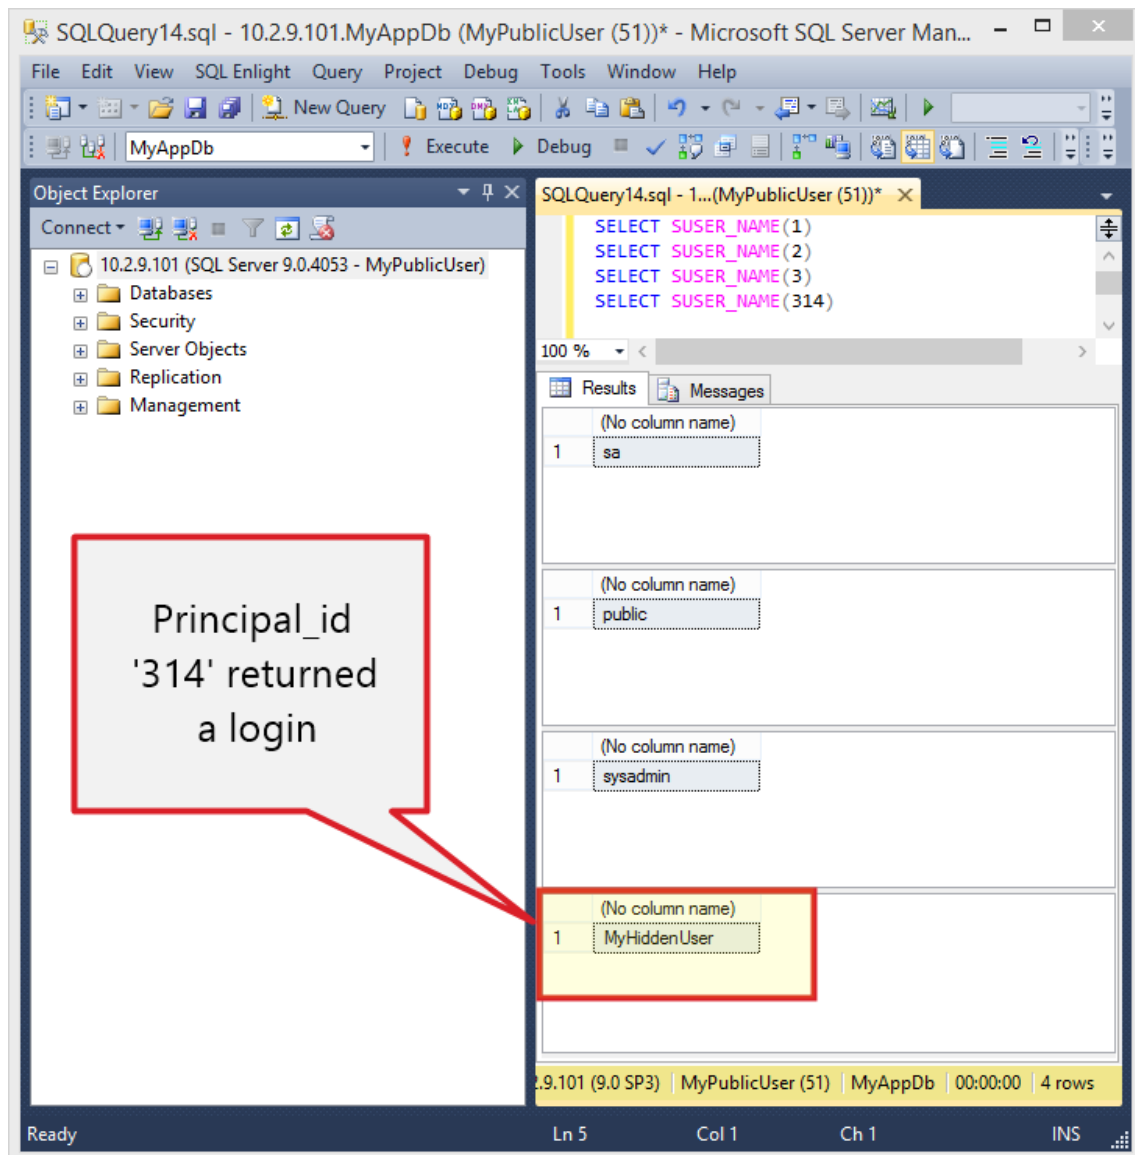 SQLQuery14.sql - 10.2.9.101.MyAppDb (MyPublicUser (51))* - Microsoft SQL Server Man...
File Edit View SQL Enlight Query Project Debug Tools Window Help
New Query
MyAppDb Execute Debug
Object Explorer
Connect
10.2.9.101 (SQL Server 9.0.4053 - MyPublicUser)
Databases
Security
Server Objects
Replication
Management
Principal_id
'314' returned
a login
SQLQuery14.sql - 1...(MyPublicUser (51))*
SELECT SUSER_NAME(1)
SELECT SUSER_NAME(2)
SELECT SUSER_NAME(3)
SELECT SUSER_NAME(314)
100 %
Results Messages
(No column name)
1 sa
(No column name)
1 public
(No column name)
1 sysadmin
(No column name)
1 MyHiddenUser
2.9.101 (9.0 SP3) MyPublicUser (51) MyAppDb 00:00:00 4 rows
Ready Ln 5 Col 1 Ch 1 INS